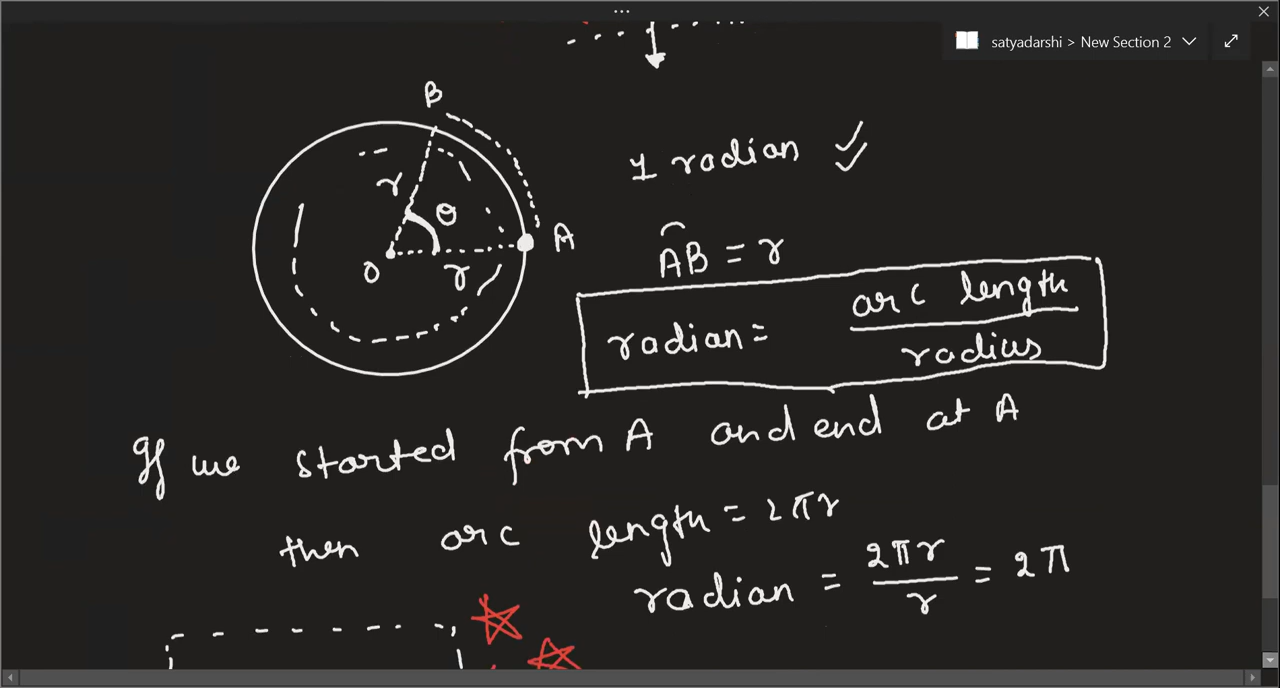 satyadarshi > New Section 2
B
1 radian
r
θ
A
O
r
AB = r
radian = arc length / radius
If we started from A and end at A
then arc length = 2πr
radian = 2πr / r = 2π